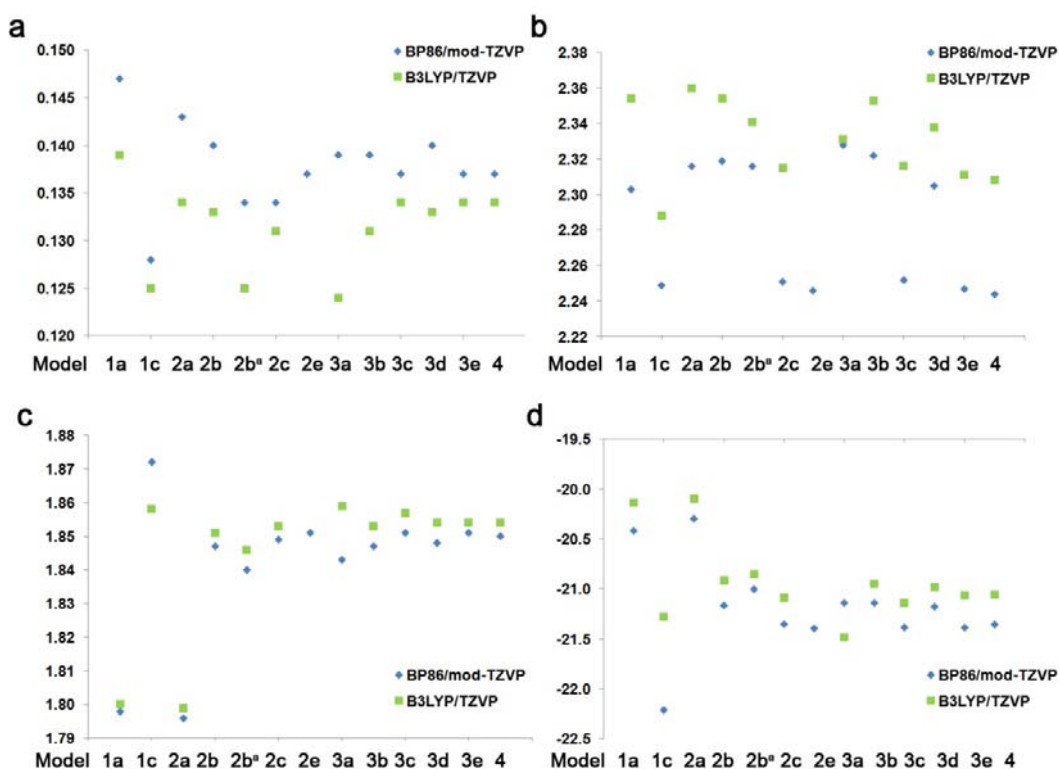 a
BP86/mod-TZVP
B3LYP/TZVP
0.150
0.145
0.140
0.135
0.130
0.125
0.120
Model 1a 1c 2a 2b 2bª 2c 2e 3a 3b 3c 3d 3e 4
b
BP86/mod-TZVP
B3LYP/TZVP
2.38
2.36
2.34
2.32
2.30
2.28
2.26
2.24
2.22
Model 1a 1c 2a 2b 2bª 2c 2e 3a 3b 3c 3d 3e 4
c
1.88
1.87
1.86
1.85
1.84
1.83
1.82
1.81
1.80
1.79
BP86/mod-TZVP
B3LYP/TZVP
Model 1a 1c 2a 2b 2bª 2c 2e 3a 3b 3c 3d 3e 4
d
-19.5
-20.0
-20.5
-21.0
-21.5
-22.0
-22.5
BP86/mod-TZVP
B3LYP/TZVP
Model 1a 1c 2a 2b 2bª 2c 2e 3a 3b 3c 3d 3e 4